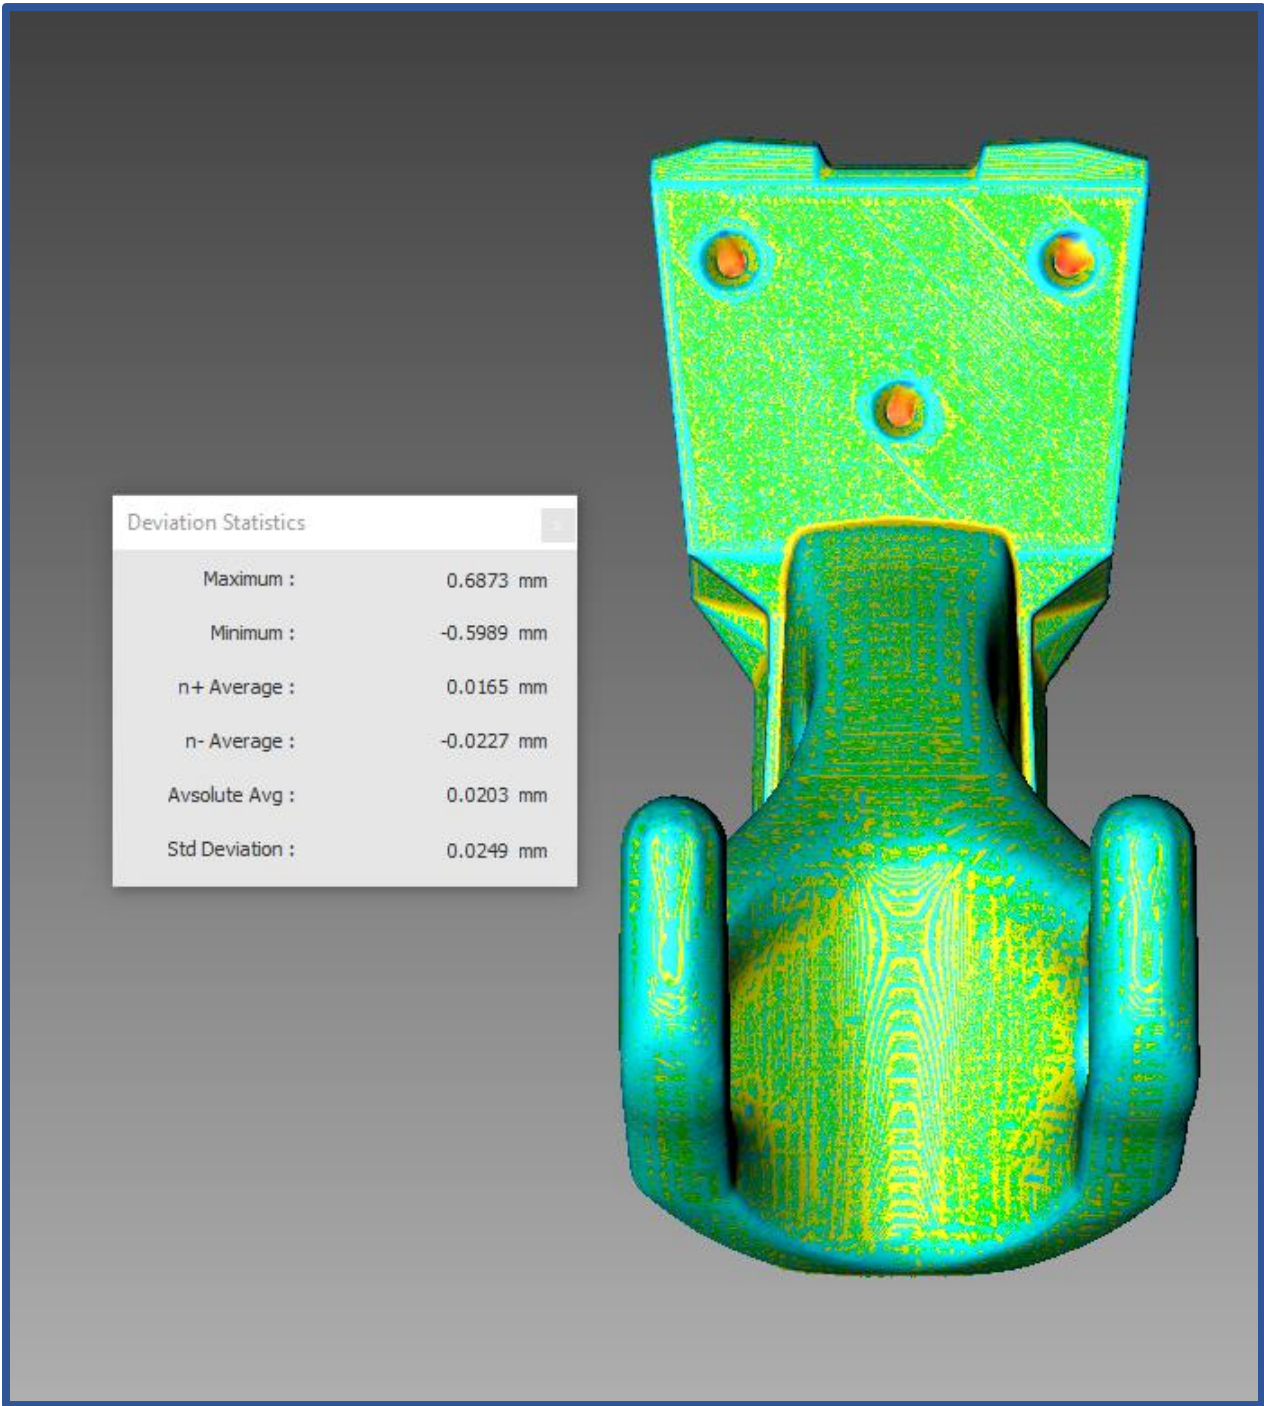 Deviation Statistics
Maximum : 0.6873 mm
Minimum : -0.5989 mm
n+ Average : 0.0165 mm
n- Average : -0.0227 mm
Avsolute Avg : 0.0203 mm
Std Deviation : 0.0249 mm